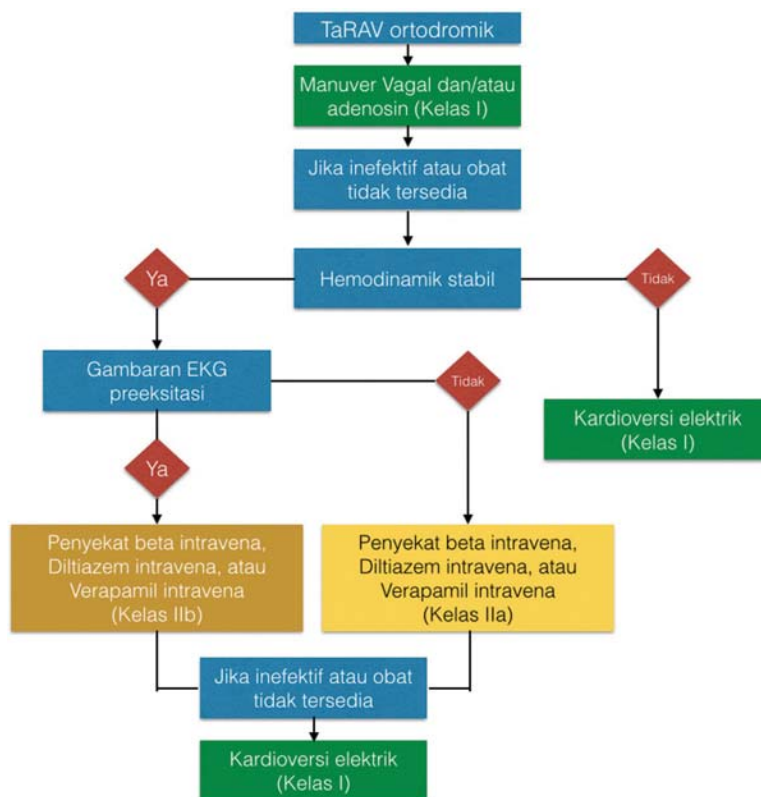 TaRAV ortodromik
Manuver Vagal dan/atau
adenosin (Kelas I)
Jika inefektif atau obat
tidak tersedia
Ya
Hemodinamik stabil
Tidak
Gambaran EKG
preeksitasi
Tidak
Kardioversi elektrik
(Kelas I)
Ya
Penyekat beta intravena,
Diltiazem intravena, atau
Verapamil intravena
(Kelas IIb)
Penyekat beta intravena,
Diltiazem intravena, atau
Verapamil intravena
(Kelas IIa)
Jika inefektif atau obat
tidak tersedia
Kardioversi elektrik
(Kelas I)